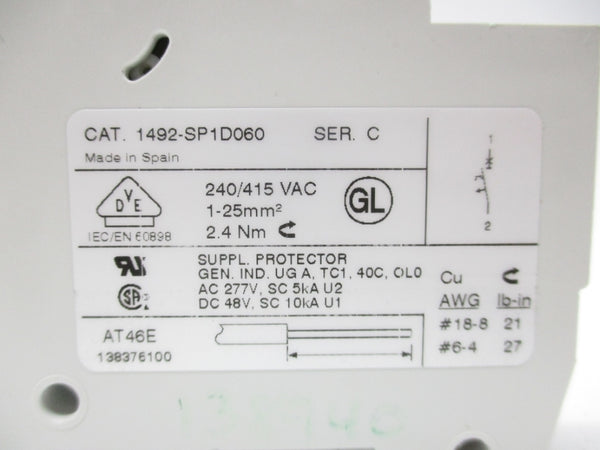 CAT. 1492-SP1D060 SER. C
Made in Spain
DVE
IEC/EN 60898
240/415 VAC
1-25mm²
2.4 Nm
GL
1
2
SUPPL. PROTECTOR
GEN. IND. UG A, TC1, 40C, OL0
AC 277V, SC 5kA U2
DC 48V, SC 10kA U1
SA
Cu
AWG lb-in
#18-8 21
#6-4 27
AT46E
138376100